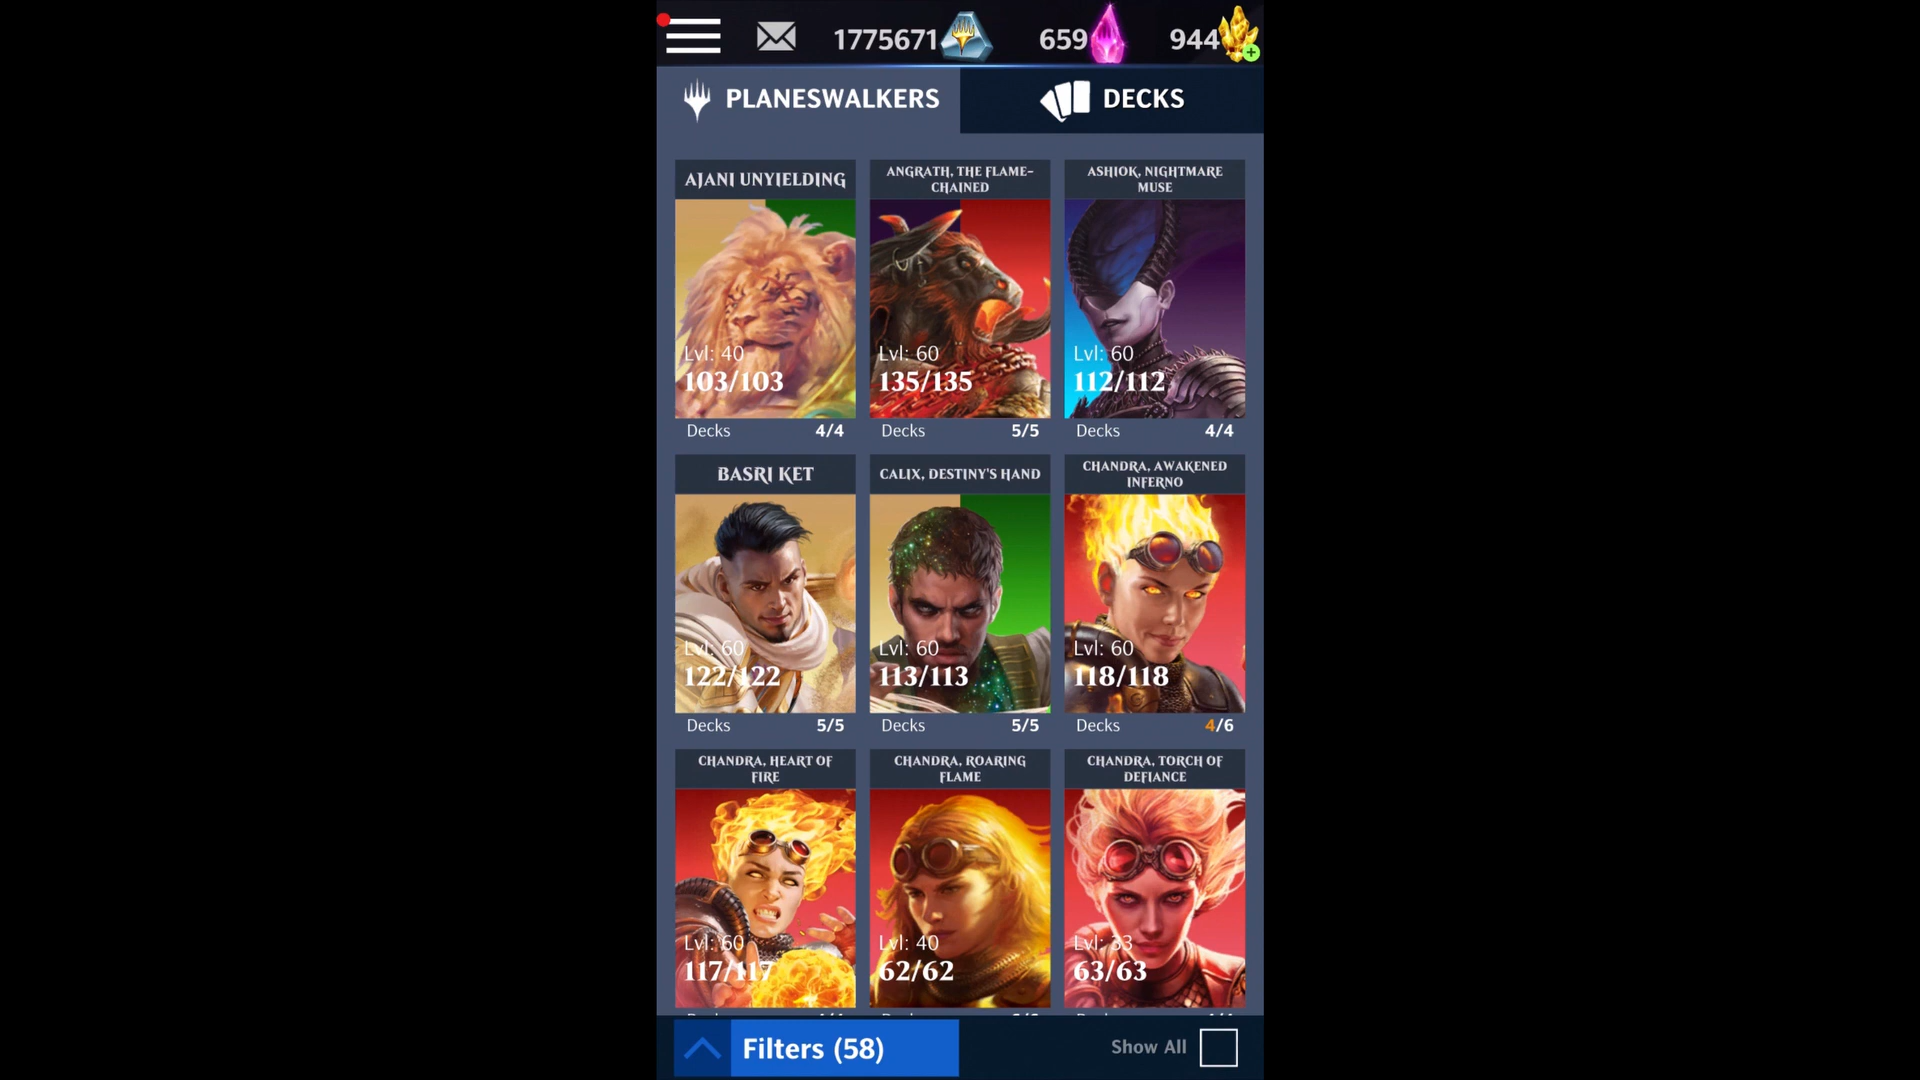 1775671 659 944
PLANESWALKERS DECKS
AJANI UNYIELDING
ANGRATH, THE FLAME-
CHAINED
ASHIOK, NIGHTMARE
MUSE
Lvl: 40
103/103
Lvl: 60
135/135
Lvl: 60
112/112
Decks 4/4
Decks 5/5
Decks 4/4
BASRI KET
CALIX, DESTINY'S HAND
CHANDRA, AWAKENED
INFERNO
Lvl: 60
122/122
Lvl: 60
113/113
Lvl: 60
118/118
Decks 5/5
Decks 5/5
Decks 4/6
CHANDRA, HEART OF
FIRE
CHANDRA, ROARING
FLAME
CHANDRA, TORCH OF
DEFIANCE
Lvl: 60
117/117
Lvl: 40
62/62
Lvl: 33
63/63
Filters (58)
Show All